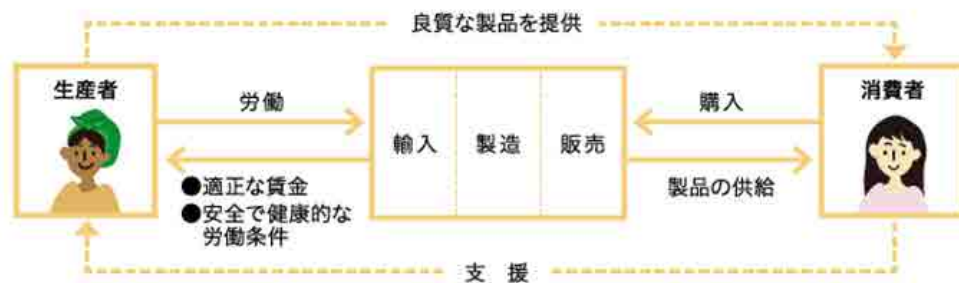 良質な製品を提供
生産者
労働
●適正な賃金
●安全で健康的な
労働条件
輸入
製造
販売
購入
製品の供給
消費者
支 援